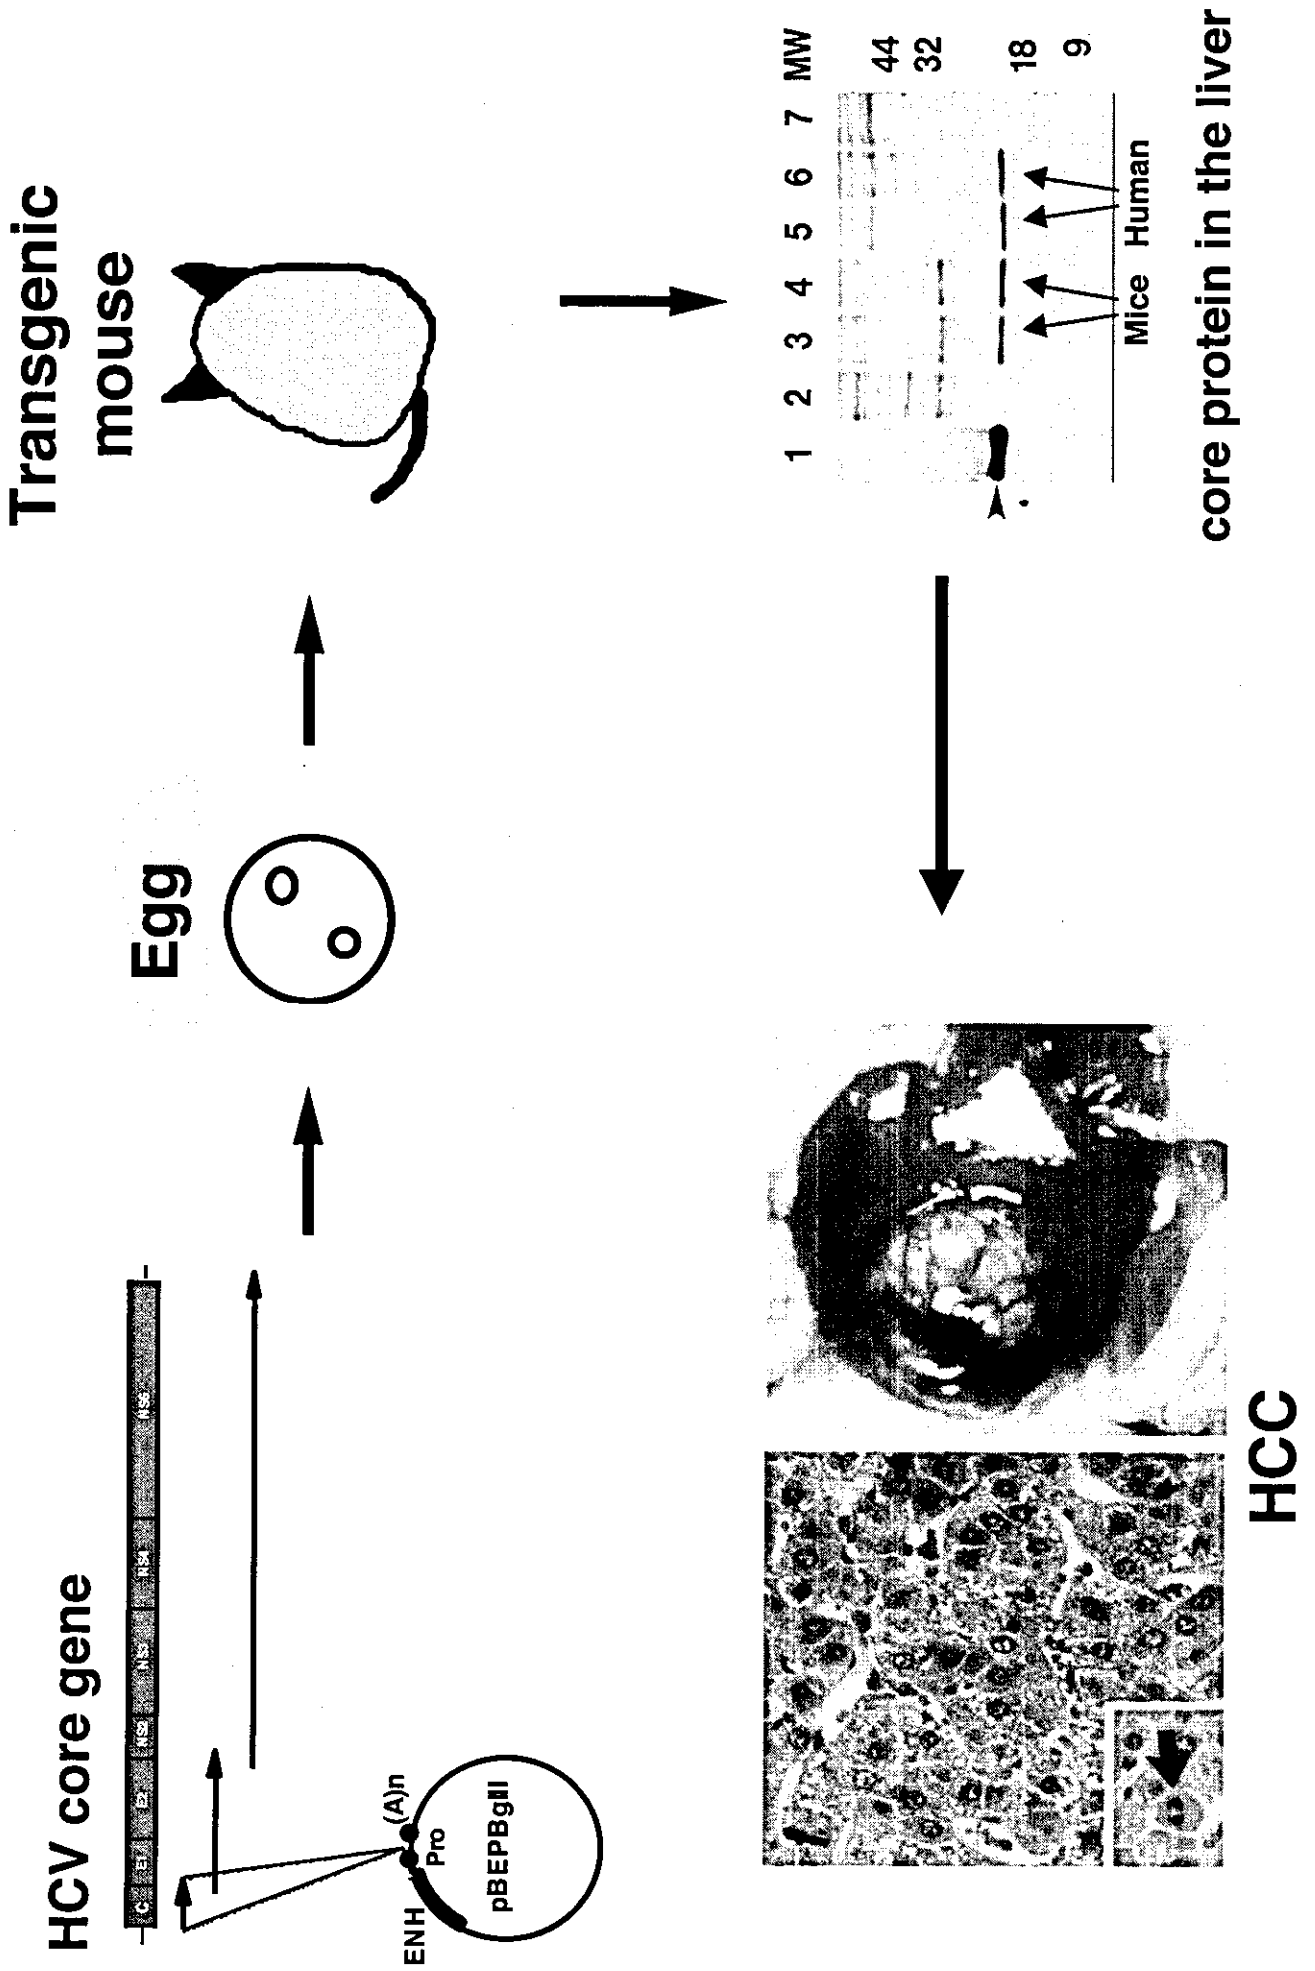 HCV core gene
C E1 E2 NS2 NS3 NS4 NS5
ENH Pro (A)n
pBEPBglII
Egg
Transgenic
mouse
1 2 3 4 5 6 7 MW
44
32
18
9
Mice Human
core protein in the liver
HCC